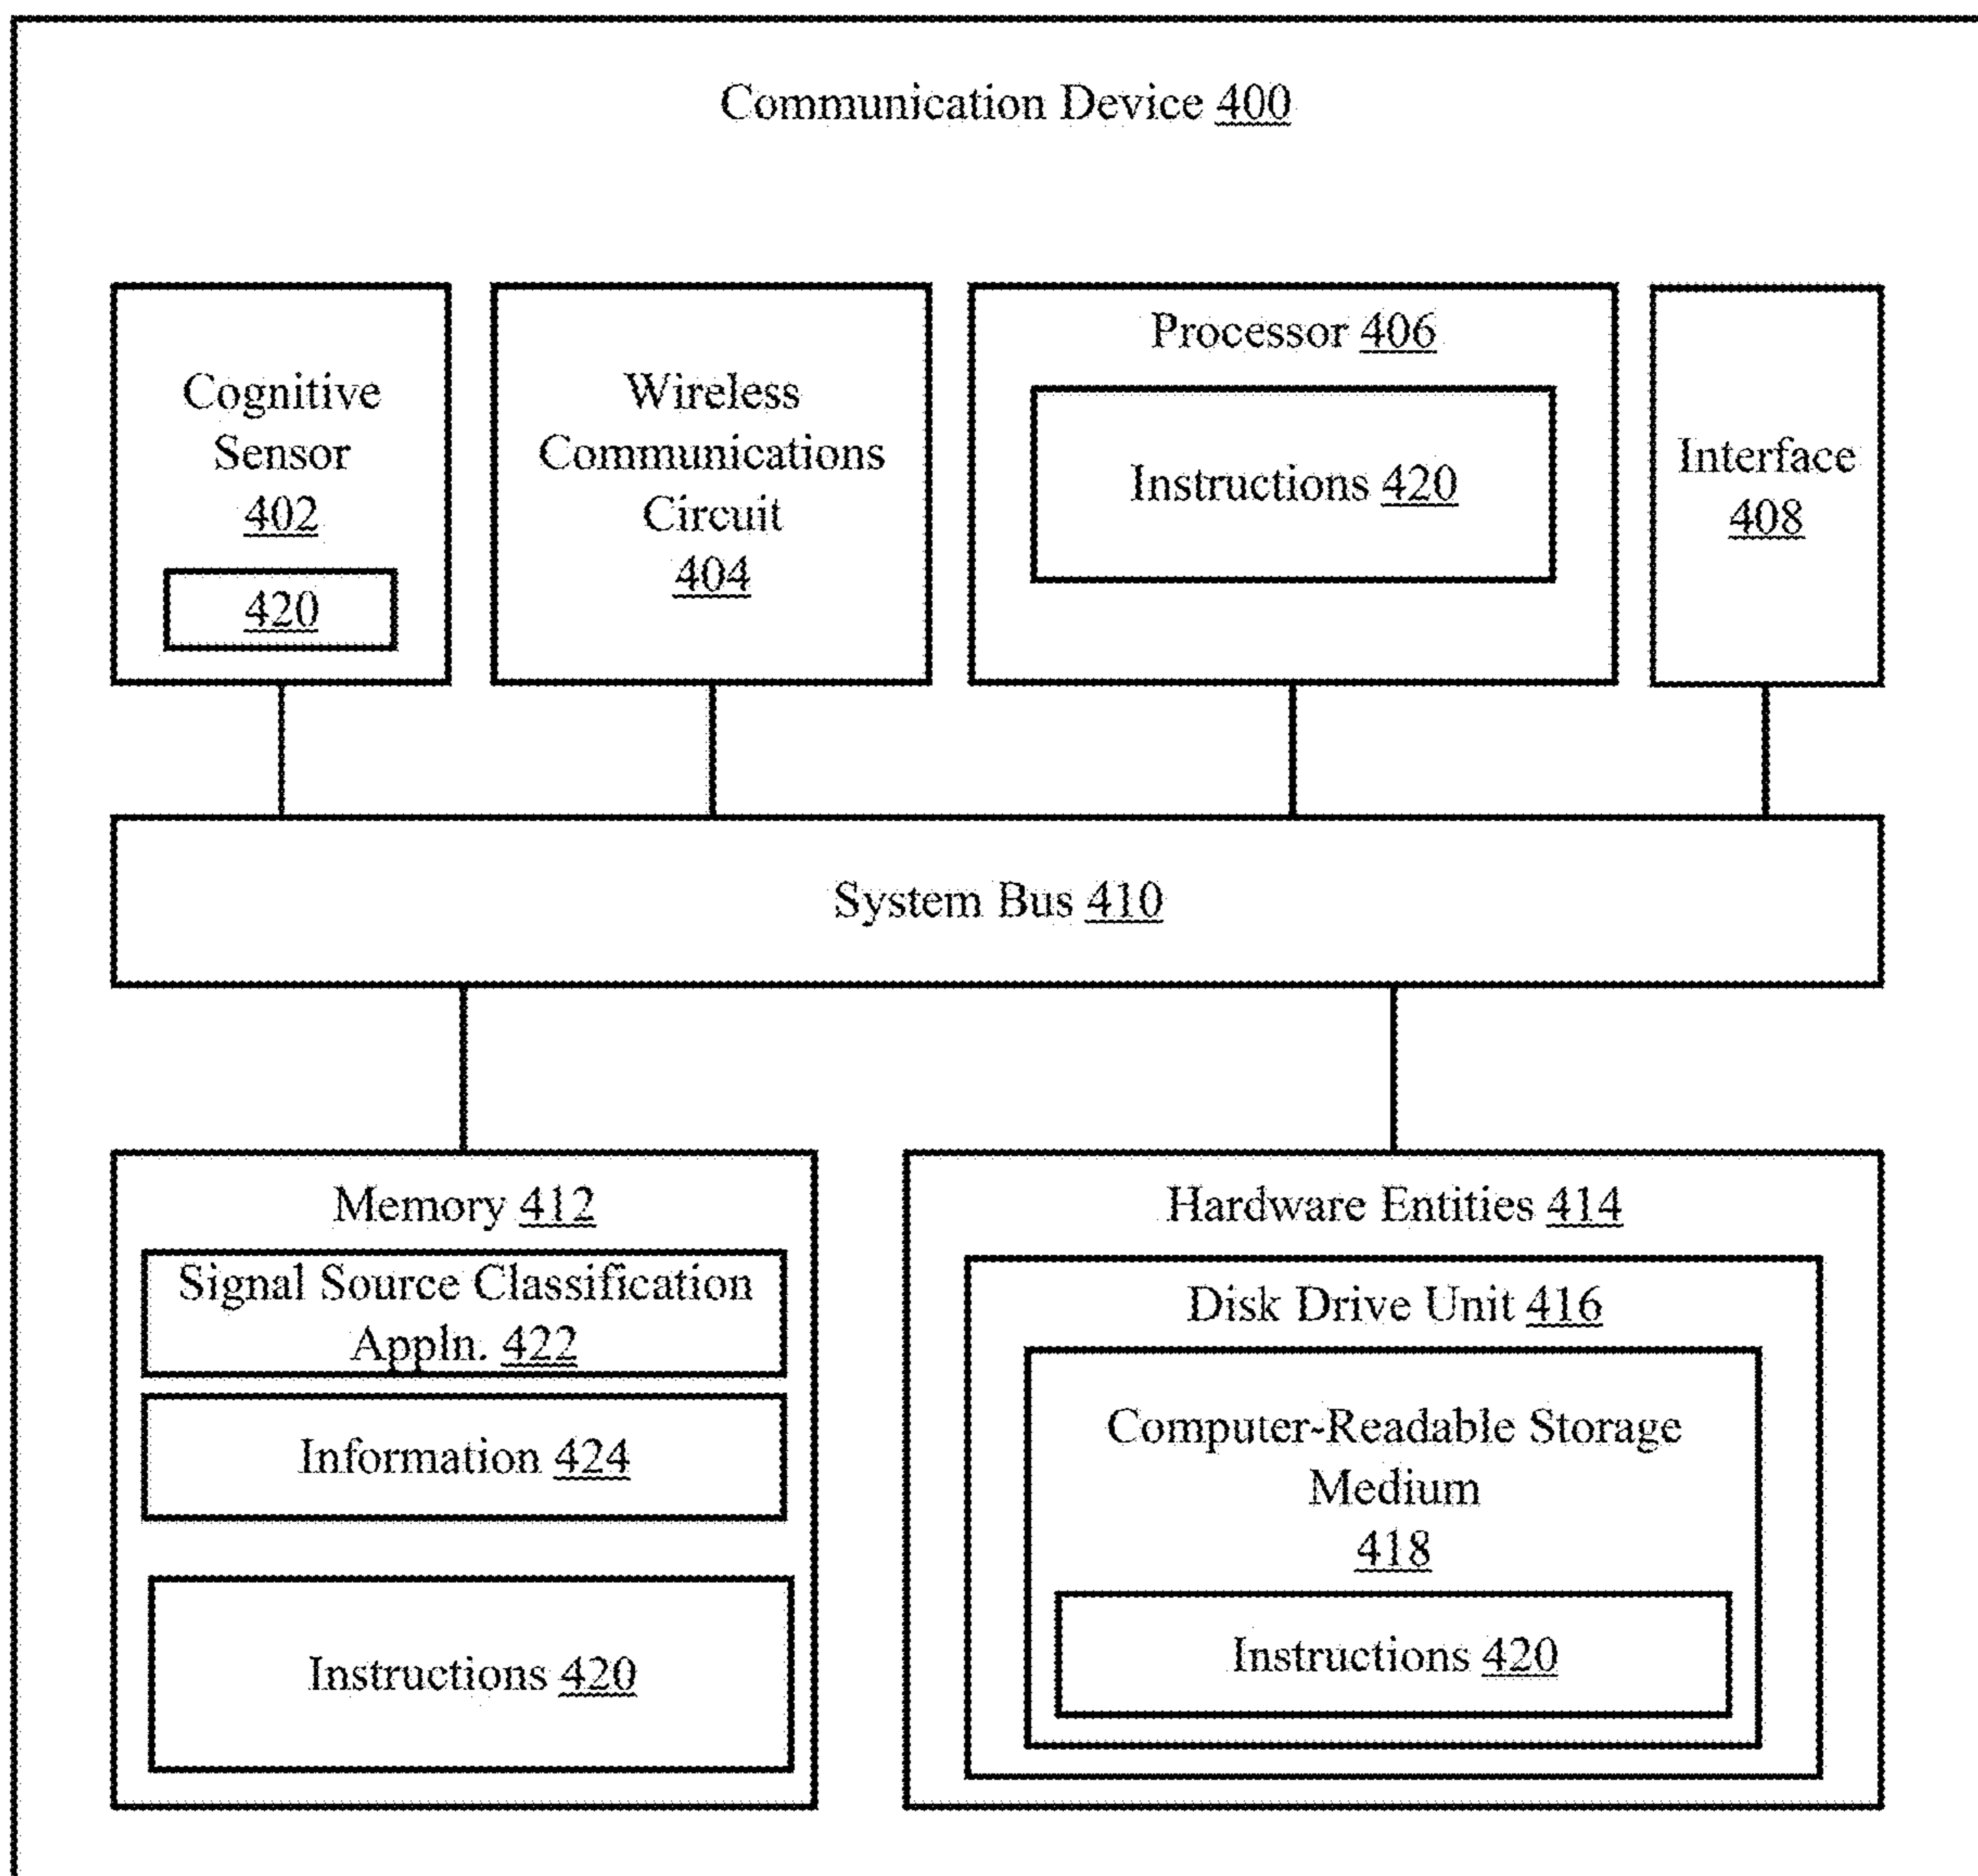 Communication Device 400
Cognitive
Sensor
402
420
Wireless
Communications
Circuit
404
Processor 406
Instructions 420
Interface
408
System Bus 410
Memory 412
Signal Source Classification
Appln. 422
Information 424
Instructions 420
Hardware Entities 414
Disk Drive Unit 416
Computer-Readable Storage
Medium
418
Instructions 420